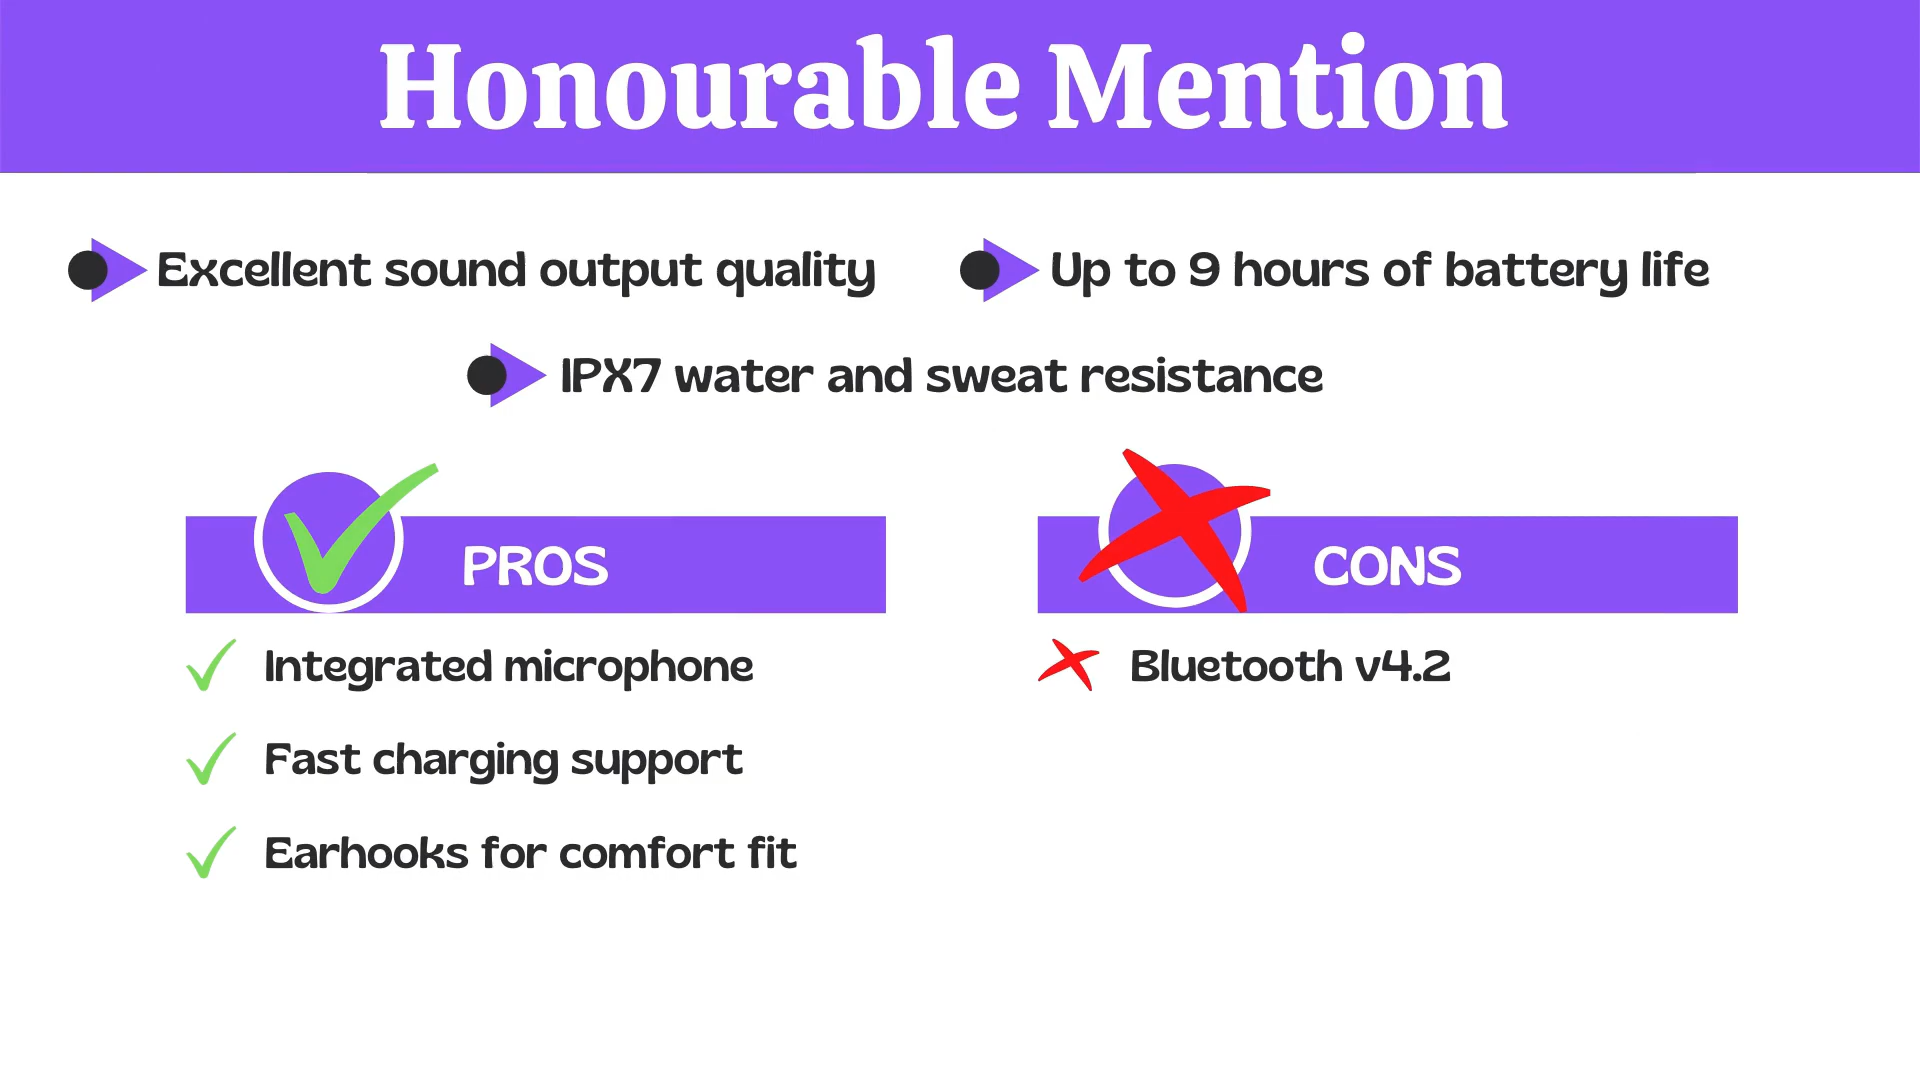 Honourable Mention
Excellent sound output quality
Up to 9 hours of battery life
IPX7 water and sweat resistance
PROS
Integrated microphone
Fast charging support
Earhooks for comfort fit
CONS
Bluetooth v4.2